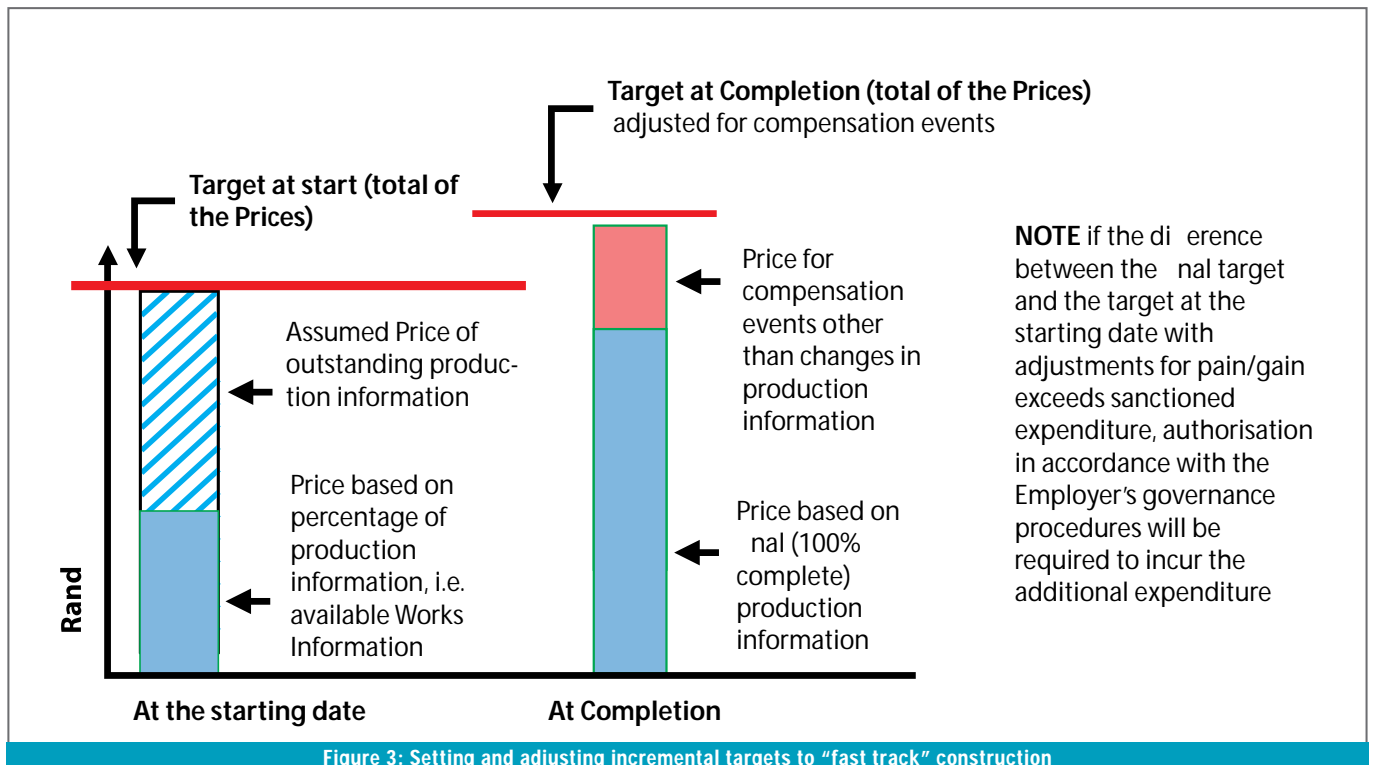 Target at Completion (total of the Prices)
adjusted for compensation events
Target at start (total of
the Prices)
Assumed Price of
outstanding produc-
tion information
Price based on
percentage of
production
information, i.e.
available Works
Information
Price for
compensation
events other
than changes in
production
information
Price based on
nal (100%
complete)
production
information
NOTE if the di erence
between the nal target
and the target at the
starting date with
adjustments for pain/gain
exceeds sanctioned
expenditure, authorisation
in accordance with the
Employer's governance
procedures will be
required to incur the
additional expenditure
Rand
At the starting date
At Completion
Figure 3: Setting and adjusting incremental targets to "fast track" construction